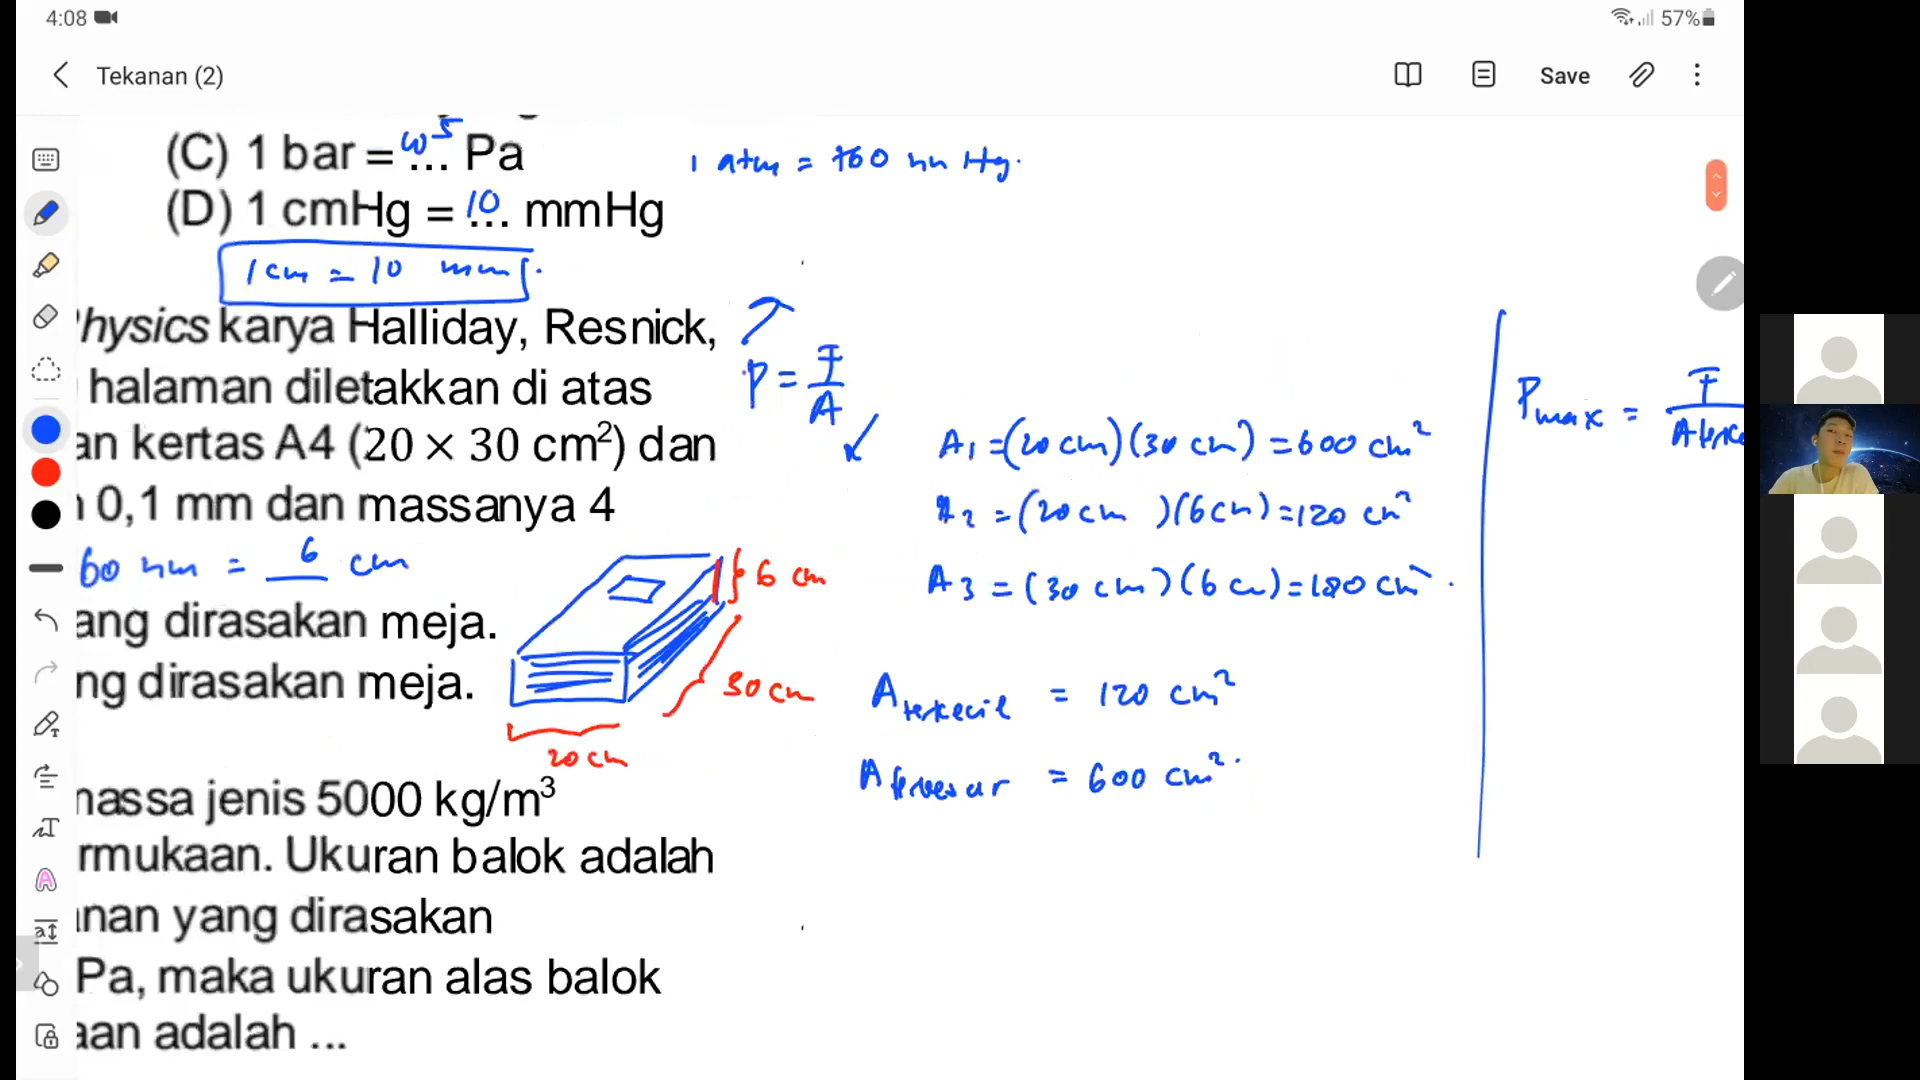 4:08
57%
Tekanan (2)
Save
(C) 1 bar = 10⁵ ... Pa
1 atm = 760 mm Hg.
(D) 1 cmHg = 10 ... mmHg
1 cm = 10 mm.
Physics karya Halliday, Resnick,
halaman diletakkan di atas
P = F/A
Pmax = F
an kertas A4 (20 × 30 cm²) dan
A1 = (20 cm)(30 cm) = 600 cm²
0,1 mm dan massanya 4
A2 = (20 cm )(6 cm) = 120 cm²
60 mm = 6 cm
6 cm
A3 = (30 cm)(6 cm) = 180 cm².
ang dirasakan meja.
ng dirasakan meja.
30 cm
A terkecil = 120 cm²
20 cm
A terbesar = 600 cm².
massa jenis 5000 kg/m³
rmukaan. Ukuran balok adalah
anan yang dirasakan
Pa, maka ukuran alas balok
aan adalah ...